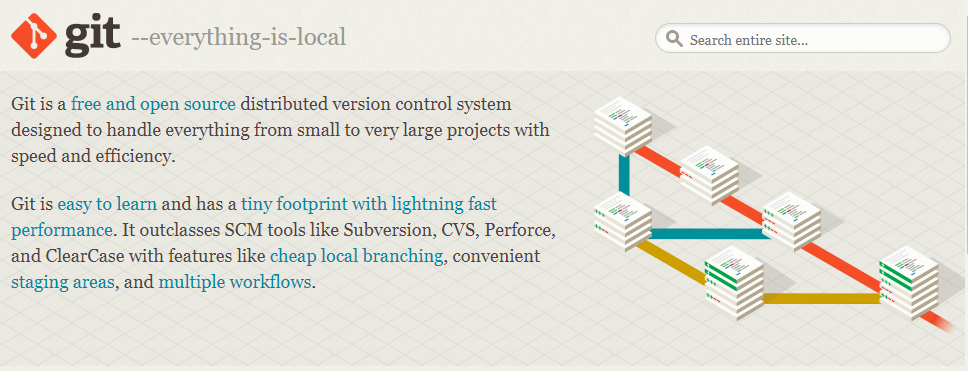 git --everything-is-local
Search entire site...
Git is a free and open source distributed version control system
designed to handle everything from small to very large projects with
speed and efficiency.
Git is easy to learn and has a tiny footprint with lightning fast
performance. It outclasses SCM tools like Subversion, CVS, Perforce,
and ClearCase with features like cheap local branching, convenient
staging areas, and multiple workflows.